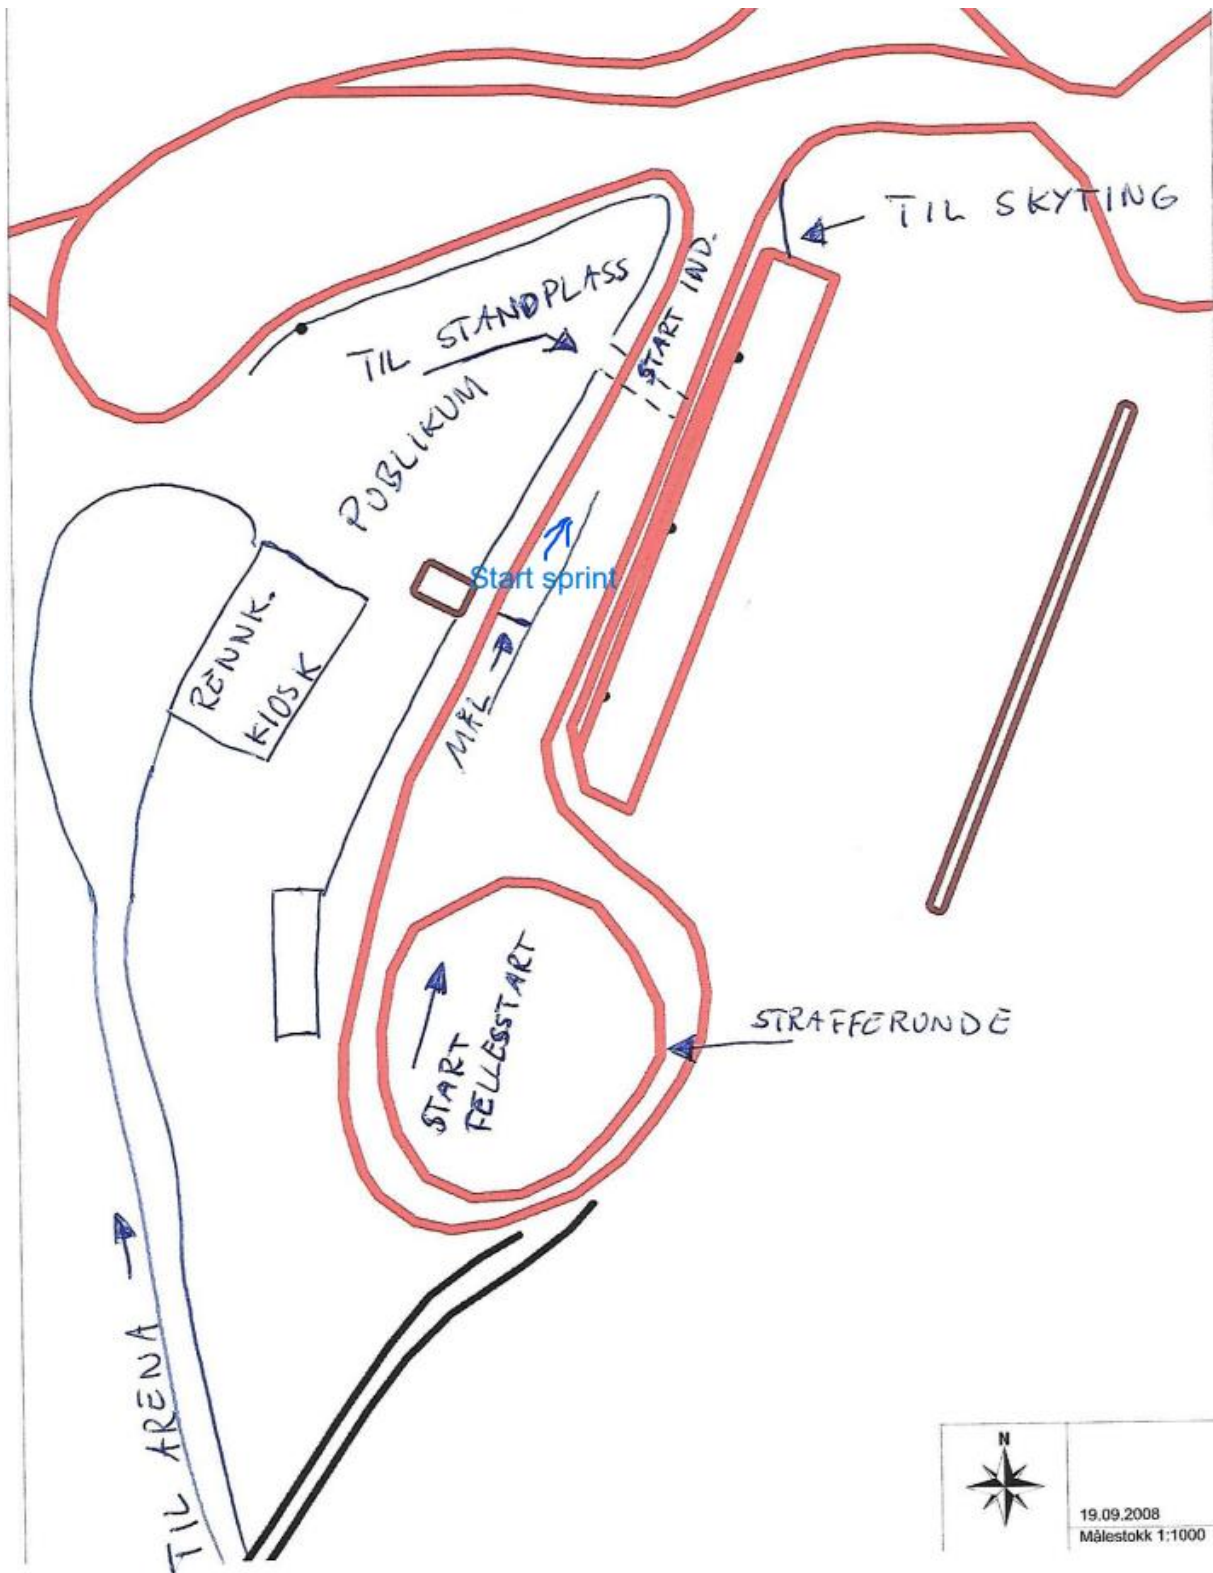 TIL SKYTING
START IND.
TIL STANDPLASS
PUBLIKUM
Start sprint
RENNK.
KIOSK
MÅL
START
FELLESSTART
STRAFFERUNDE
TIL ARENA
N
19.09.2008
Målestokk 1:1000